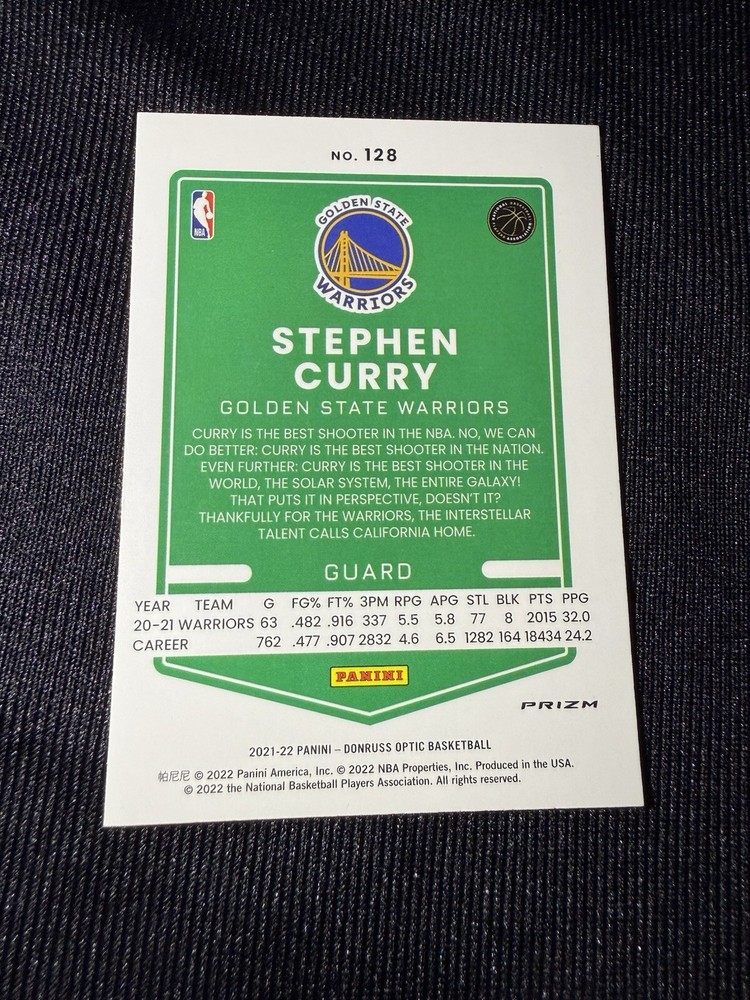 NO. 128
NBA
GOLDEN STATE
WARRIORS
NATIONAL BASKETBALL
PLAYERS ASSOCIATION
STEPHEN
CURRY
GOLDEN STATE WARRIORS
CURRY IS THE BEST SHOOTER IN THE NBA. NO, WE CAN
DO BETTER: CURRY IS THE BEST SHOOTER IN THE NATION.
EVEN FURTHER: CURRY IS THE BEST SHOOTER IN THE
WORLD, THE SOLAR SYSTEM, THE ENTIRE GALAXY!
THAT PUTS IT IN PERSPECTIVE, DOESN'T IT?
THANKFULLY FOR THE WARRIORS, THE INTERSTELLAR
TALENT CALLS CALIFORNIA HOME.
GUARD
YEAR TEAM G FG% FT% 3PM RPG APG STL BLK PTS PPG
20-21 WARRIORS 63 .482 .916 337 5.5 5.8 77 8 2015 32.0
CAREER 762 .477 .907 2832 4.6 6.5 1282 164 18434 24.2
PANINI
PRIZM
2021-22 PANINI – DONRUSS OPTIC BASKETBALL
帕尼尼 © 2022 Panini America, Inc. © 2022 NBA Properties, Inc. Produced in the USA.
© 2022 the National Basketball Players Association. All rights reserved.